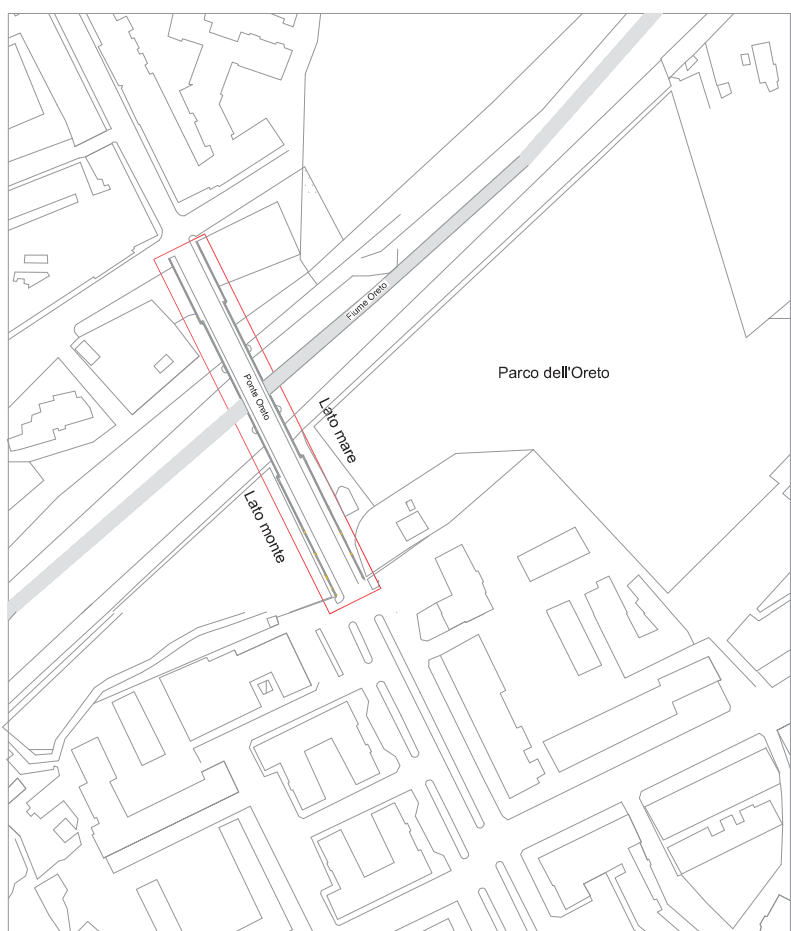 Fiume Oreto
Parco dell'Oreto
Ponte Oreto
Lato mare
Lato monte